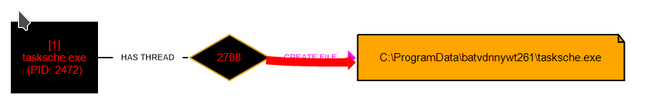 [1]
tasksche.exe
(PID: 2472)
HAS THREAD
2708
CREATE FILE
C:\ProgramData\batvdnnywt261\tasksche.exe